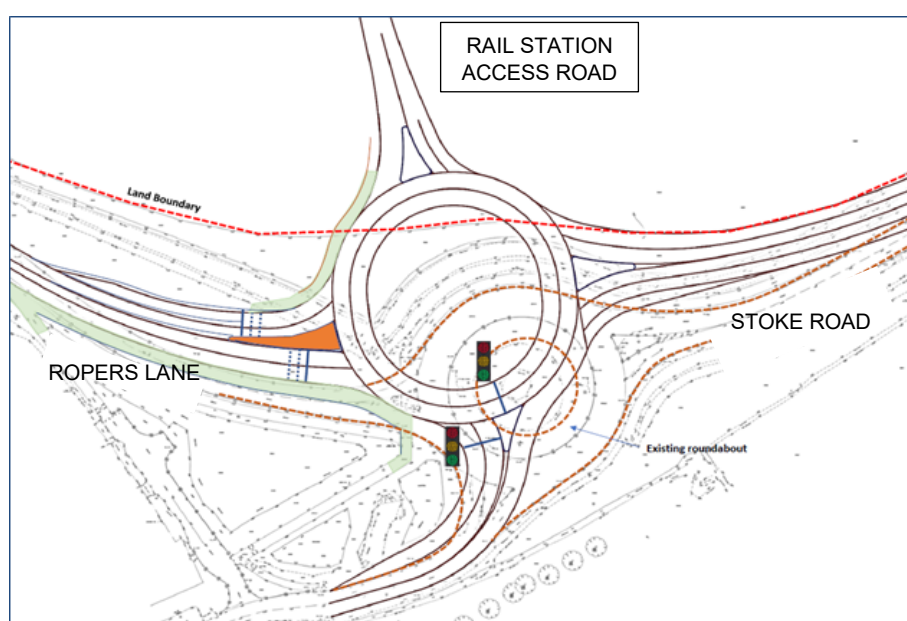 RAIL STATION
ACCESS ROAD
Land Boundary
STOKE ROAD
ROPERS LANE
Existing roundabout